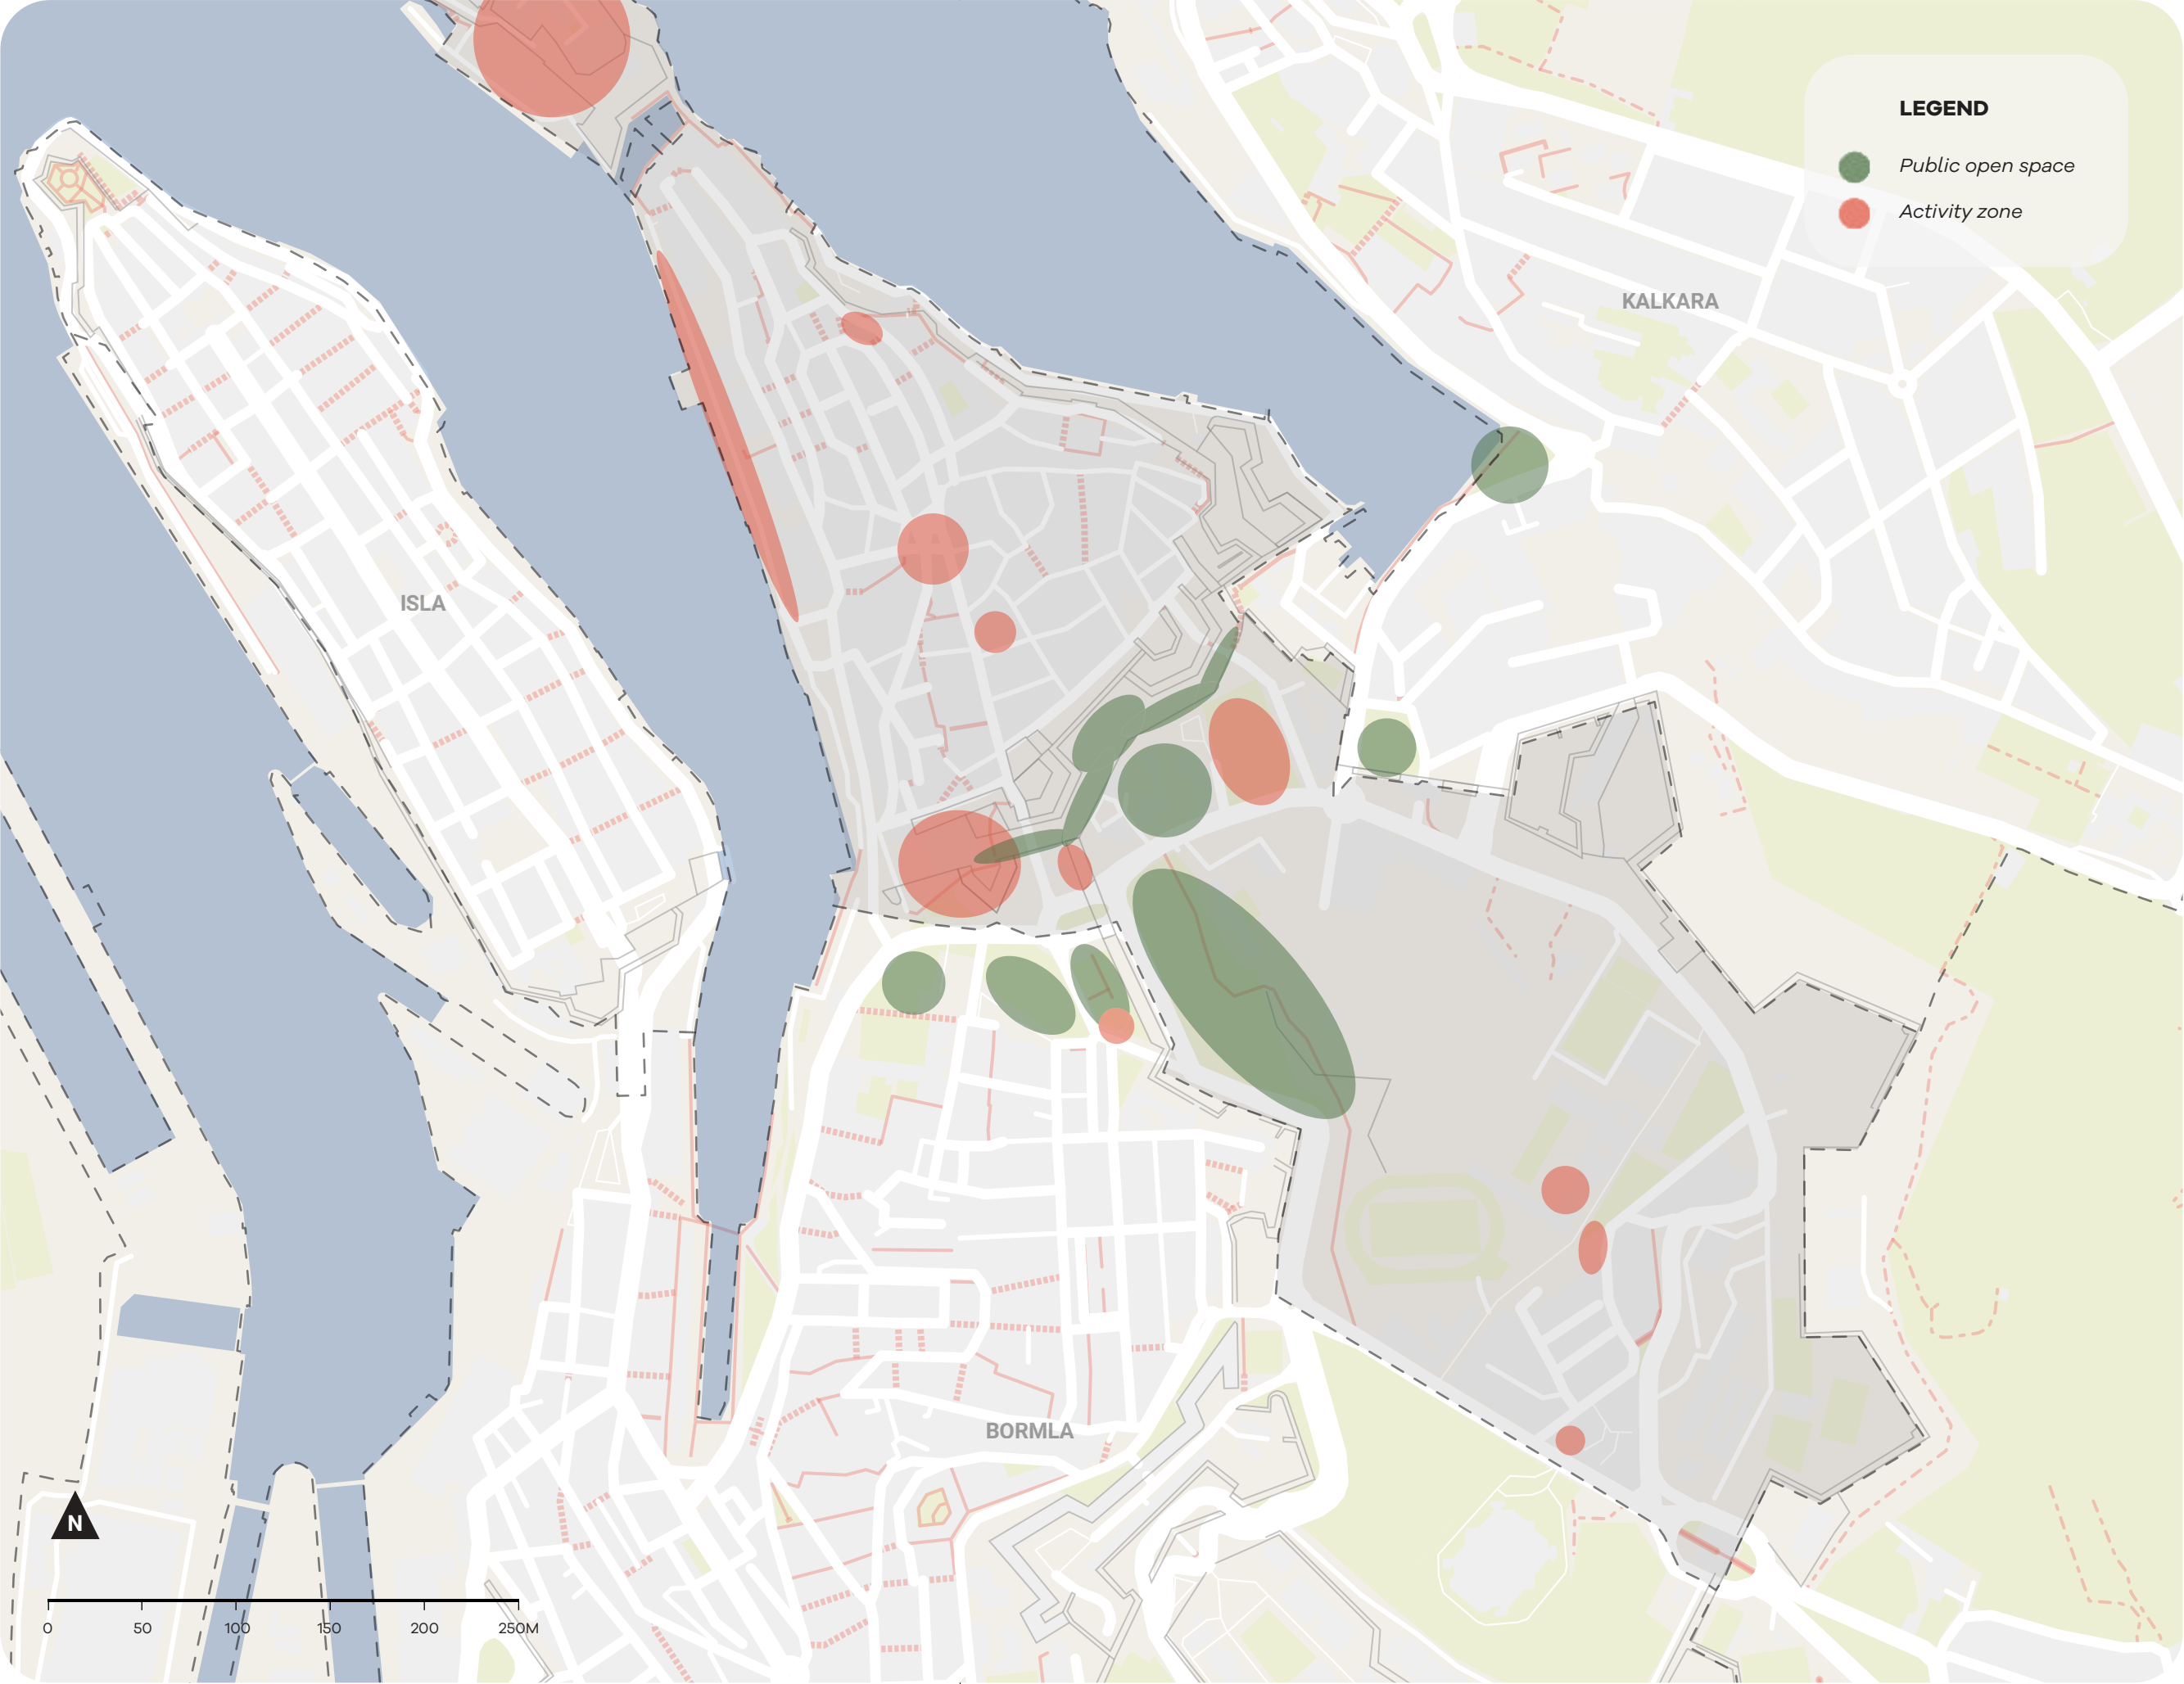 LEGEND
Public open space
Activity zone
KALKARA
ISLA
BORMLA
N
0 50 100 150 200 250M